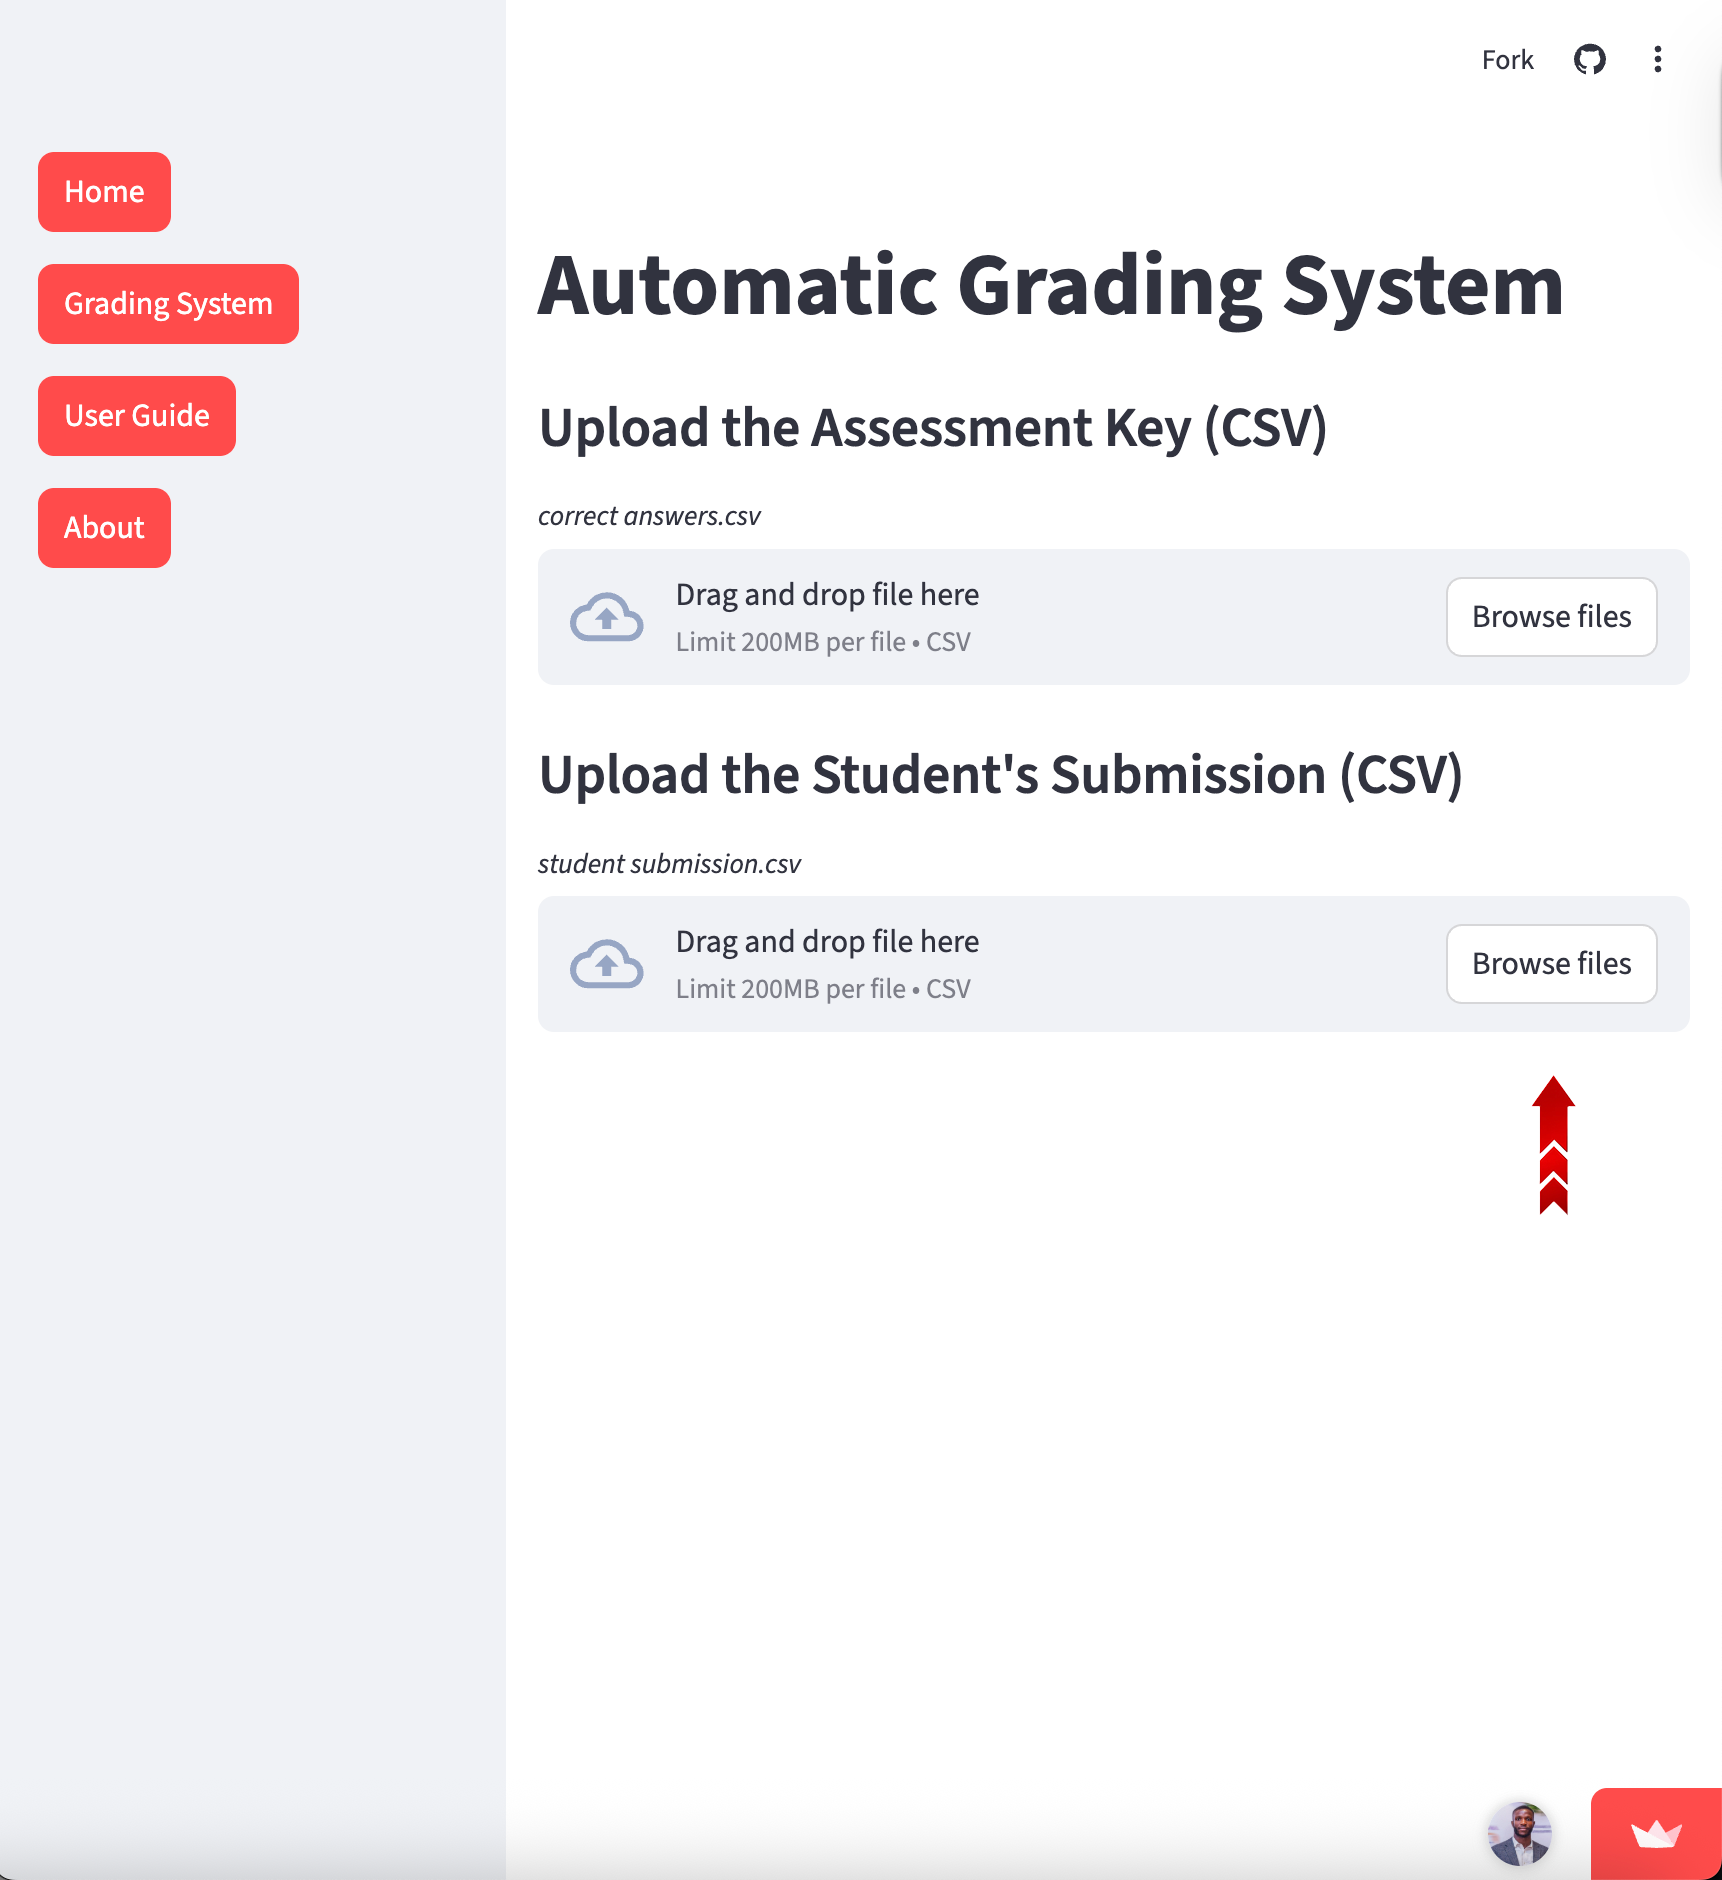 Fork
Home
Grading System
User Guide
About
Automatic Grading System
Upload the Assessment Key (CSV)
correct answers.csv
Drag and drop file here
Limit 200MB per file • CSV
Browse files
Upload the Student's Submission (CSV)
student submission.csv
Drag and drop file here
Limit 200MB per file • CSV
Browse files